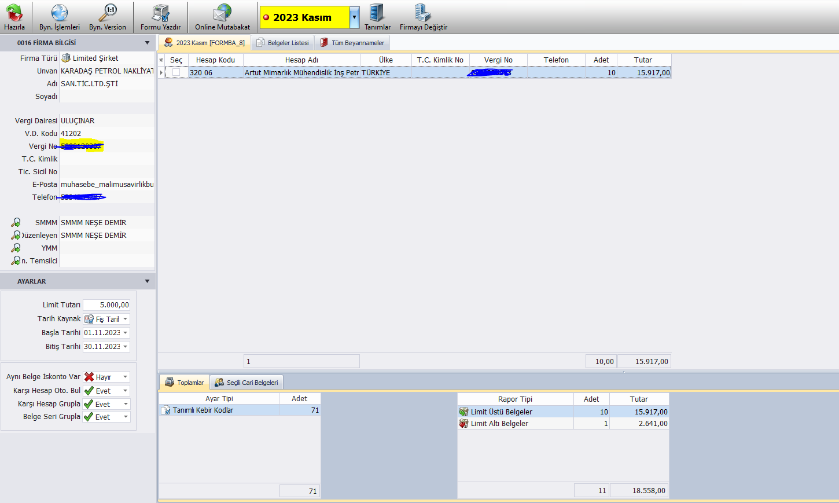 Hazırla Byn. İşlemleri Byn. Version Formu Yazdır Online Mutabakat 2023 Kasım Tanımlar Firmayı Değiştir
0016 FİRMA BİLGİSİ
Firma Türü Limited Şirket
Unvan KARADAŞ PETROL NAKLİYAT
Adı SAN.TİC.LTD.ŞTİ
Soyadı
Vergi Dairesi ULUÇINAR
V.D. Kodu 41202
Vergi No
T.C. Kimlik
Tic. Sicil No
E-Posta muhasebe_malimusavirlikbu
Telefon
SMMM SMMM NEŞE DEMİR
Düzenleyen SMMM NEŞE DEMİR
YMM
n. Temsilci
AYARLAR
Limit Tutarı 5.000,00
Tarih Kaynak Fiş Taril
Başla Tarihi 01.11.2023
Bitiş Tarihi 30.11.2023
Aynı Belge Iskonto Var Hayır
Karşı Hesap Oto. Bul Evet
Karşı Hesap Grupla Evet
Belge Seri Grupla Evet
2023 Kasım [FORMBA_8] Belgeler Listesi Tüm Beyannameler
Seç Hesap Kodu Hesap Adı Ülke T.C. Kimlik No Vergi No Telefon Adet Tutar
320 06 Artut Mimarlık Mühendislik İnş Petr TÜRKİYE 10 15.917,00
1 10,00 15.917,00
Toplamlar Seçili Cari Belgeleri
Ayar Tipi Adet
Tanımlı Kebir Kodlar 71
71
Rapor Tipi Adet Tutar
Limit Üstü Belgeler 10 15.917,00
Limit Altı Belgeler 1 2.641,00
11 18.558,00